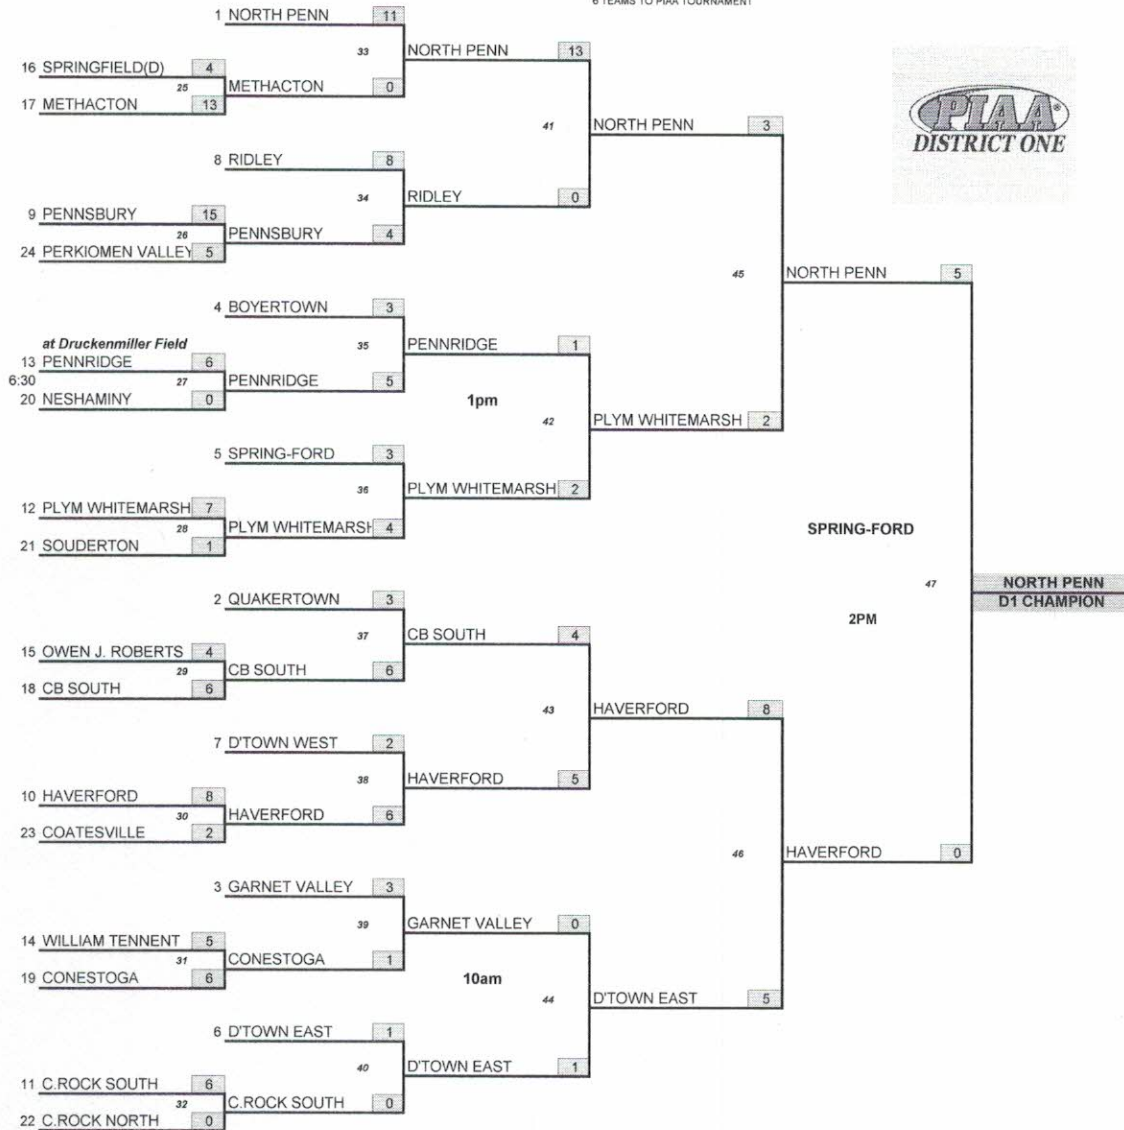 6 TEAMS TO PIAA TOURNAMENT
1 NORTH PENN 11
33 NORTH PENN 13
16 SPRINGFIELD(D) 4
25 METHACTON 0
17 METHACTON 13
PIAA®
DISTRICT ONE
41 NORTH PENN 3
8 RIDLEY 8
34 RIDLEY 0
9 PENNSBURY 15
26 PENNSBURY 4
24 PERKIOMEN VALLEY 5
45 NORTH PENN 5
4 BOYERTOWN 3
at Druckenmiller Field
35 PENNRIDGE 1
13 PENNRIDGE 6
6:30 27 PENNRIDGE 5
20 NESHAMINY 0
1pm
42 PLYM WHITEMARSH 2
5 SPRING-FORD 3
36 PLYM WHITEMARSH 2
12 PLYM WHITEMARSH 7
28 PLYM WHITEMARSH 4
21 SOUDERTON 1
SPRING-FORD
47 NORTH PENN
D1 CHAMPION
2PM
2 QUAKERTOWN 3
37 CB SOUTH 4
15 OWEN J. ROBERTS 4
29 CB SOUTH 6
18 CB SOUTH 6
43 HAVERFORD 8
7 D'TOWN WEST 2
38 HAVERFORD 5
10 HAVERFORD 8
30 HAVERFORD 6
23 COATESVILLE 2
46 HAVERFORD 0
3 GARNET VALLEY 3
39 GARNET VALLEY 0
14 WILLIAM TENNENT 5
31 CONESTOGA 1
19 CONESTOGA 6
10am
44 D'TOWN EAST 5
6 D'TOWN EAST 1
40 D'TOWN EAST 1
11 C.ROCK SOUTH 6
32 C.ROCK SOUTH 0
22 C.ROCK NORTH 0